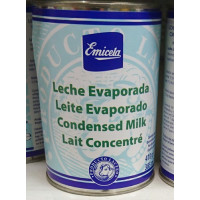 Emicela
Leche Evaporada
Leite Evaporado
Condensed Milk
Lait Concentré